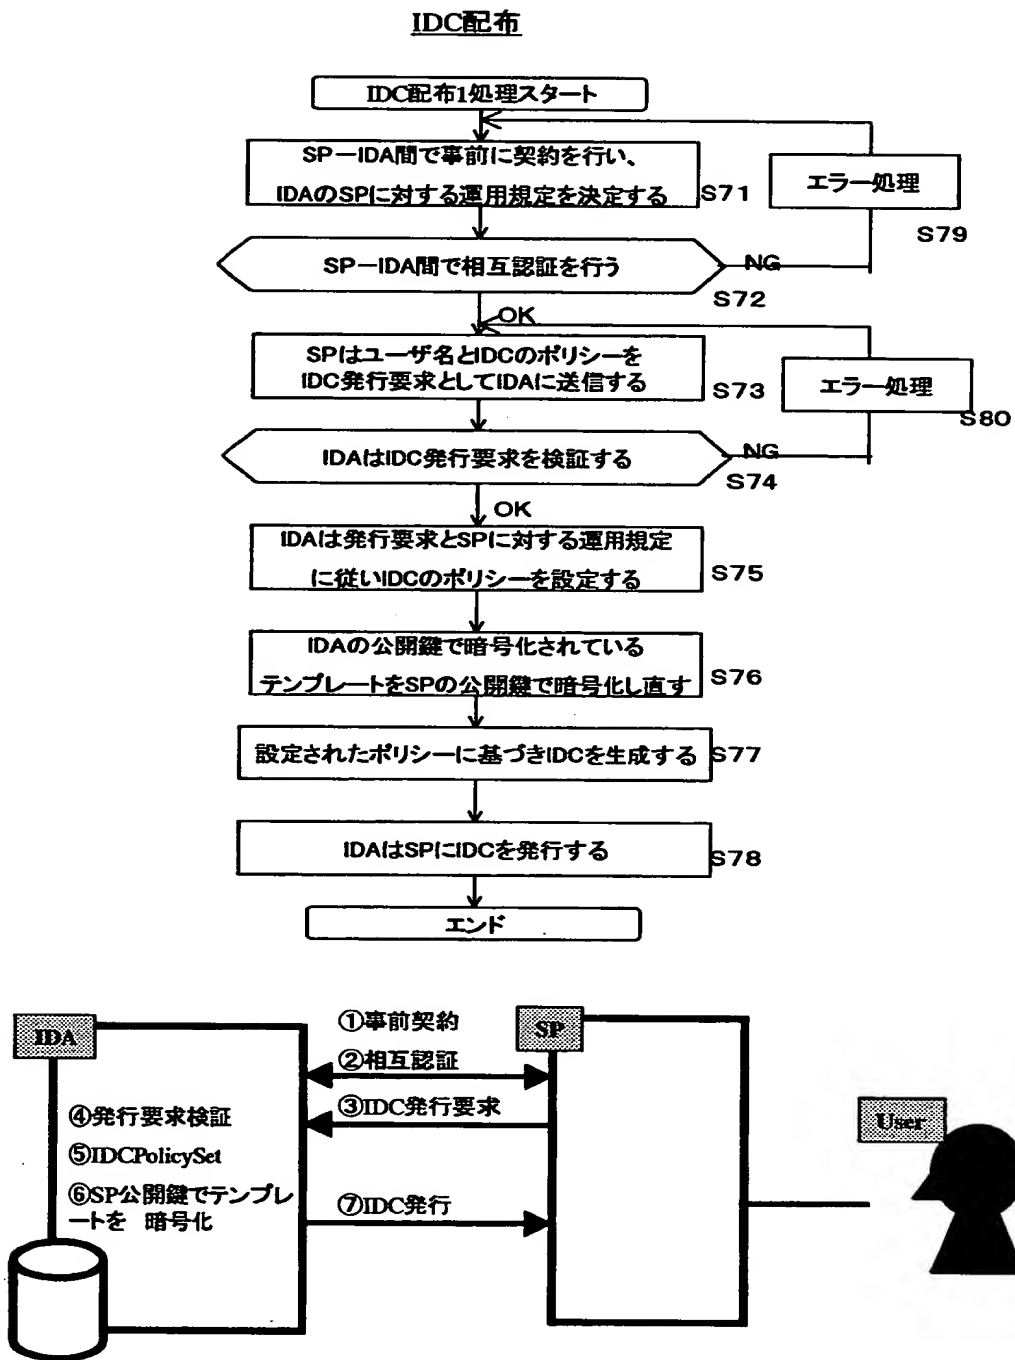 IDC配布
IDC配布1処理スタート
SP－IDA間で事前に契約を行い、
IDAのSPに対する運用規定を決定する
S71
エラー処理
S79
SP－IDA間で相互認証を行う
NG
S72
OK
SPはユーザ名とIDCのポリシーを
IDC発行要求としてIDAに送信する
S73
エラー処理
S80
IDAはIDC発行要求を検証する
NG
S74
OK
IDAは発行要求とSPに対する運用規定
に従いIDCのポリシーを設定する
S75
IDAの公開鍵で暗号化されている
テンプレートをSPの公開鍵で暗号化し直す
S76
設定されたポリシーに基づきIDCを生成する
S77
IDAはSPにIDCを発行する
S78
エンド
IDA
①事前契約
SP
②相互認証
③IDC発行要求
④発行要求検証
⑤IDCPolicySet
⑥SP公開鍵でテンプレ
ートを 暗号化
⑦IDC発行
User